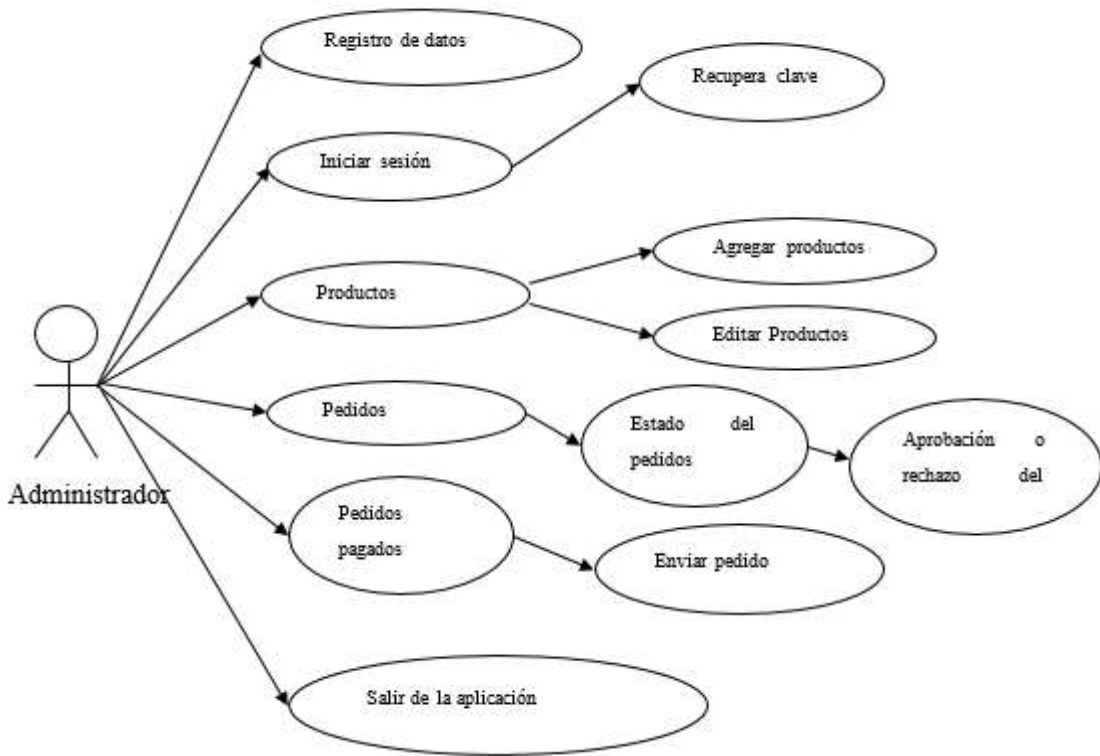 Registro de datos
Recupera clave
Iniciar sesión
Agregar productos
Productos
Editar Productos
Pedidos
Estado del
pedidos
Aprobación o
rechazo del
Administrador
Pedidos
pagados
Enviar pedido
Salir de la aplicación